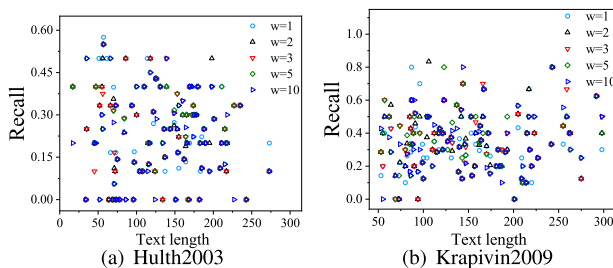 w=1
w=2
w=3
w=5
w=10
0.60
0.45
0.30
0.15
0.00
Recall
0 50 100 150 200 250 300
Text length
(a) Hulth2003
w=1
w=2
w=3
w=5
w=10
1.0
0.8
0.6
0.4
0.2
0.0
Recall
50 100 150 200 250 300
Text length
(b) Krapivin2009